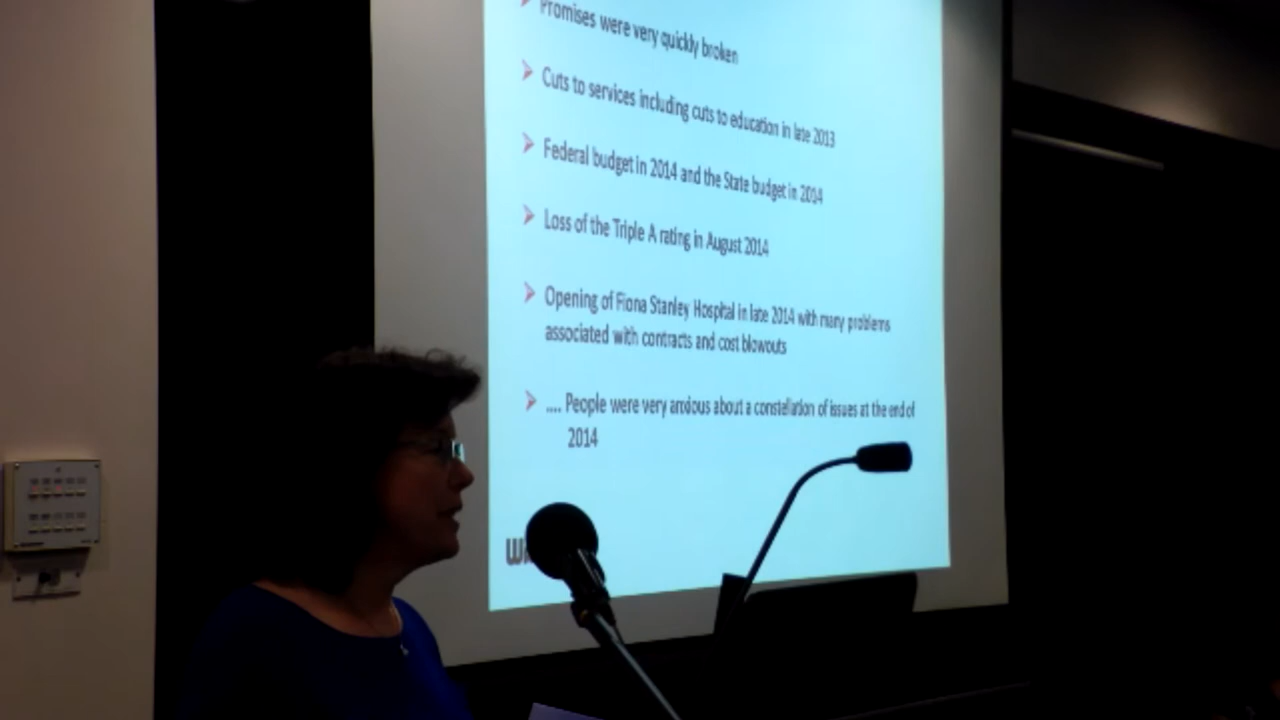 Promises were very quickly broken
Cuts to services including cuts to education in late 2013
Federal budget in 2014 and the State budget in 2014
Loss of the Triple A rating in August 2014
Opening of Fiona Stanley Hospital in late 2014 with many problems
associated with contracts and cost blowouts
.... People were very anxious about a constellation of issues at the end of
2014